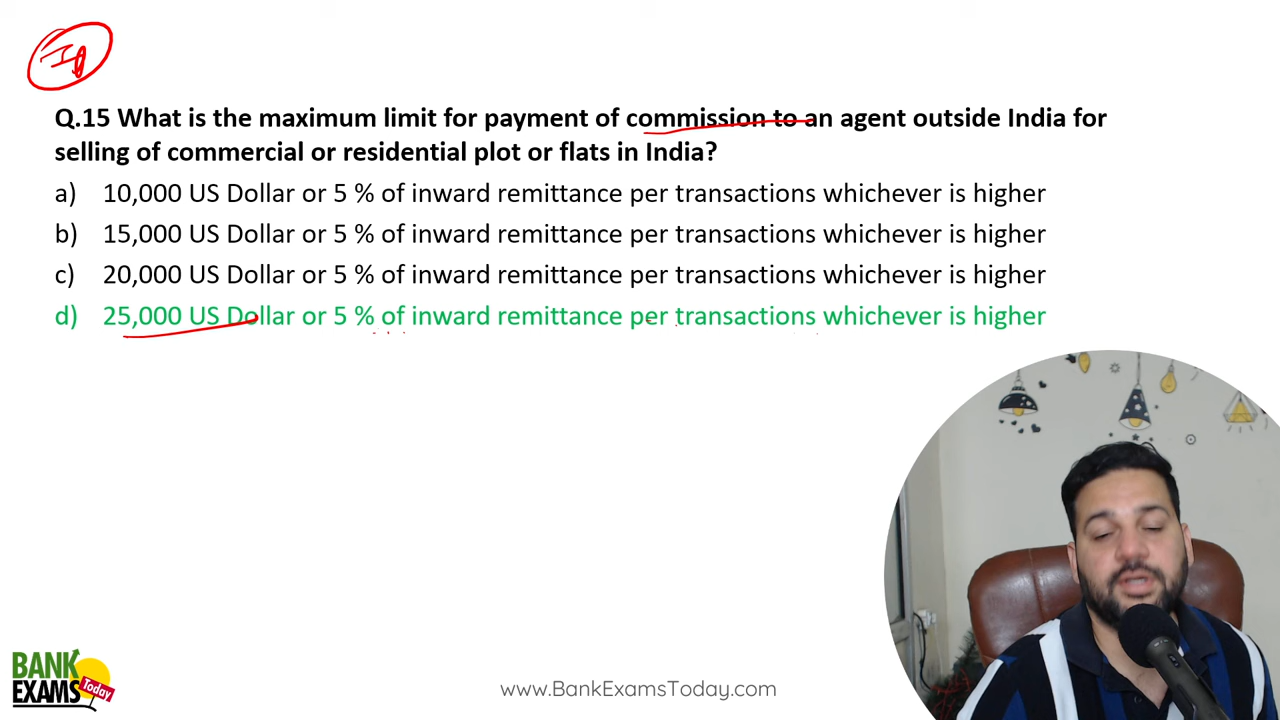 Q.15 What is the maximum limit for payment of commission to an agent outside India for
selling of commercial or residential plot or flats in India?
a) 10,000 US Dollar or 5 % of inward remittance per transactions whichever is higher
b) 15,000 US Dollar or 5 % of inward remittance per transactions whichever is higher
c) 20,000 US Dollar or 5 % of inward remittance per transactions whichever is higher
d) 25,000 US Dollar or 5 % of inward remittance per transactions whichever is higher
BANK
EXAMS Today
www.BankExamsToday.com